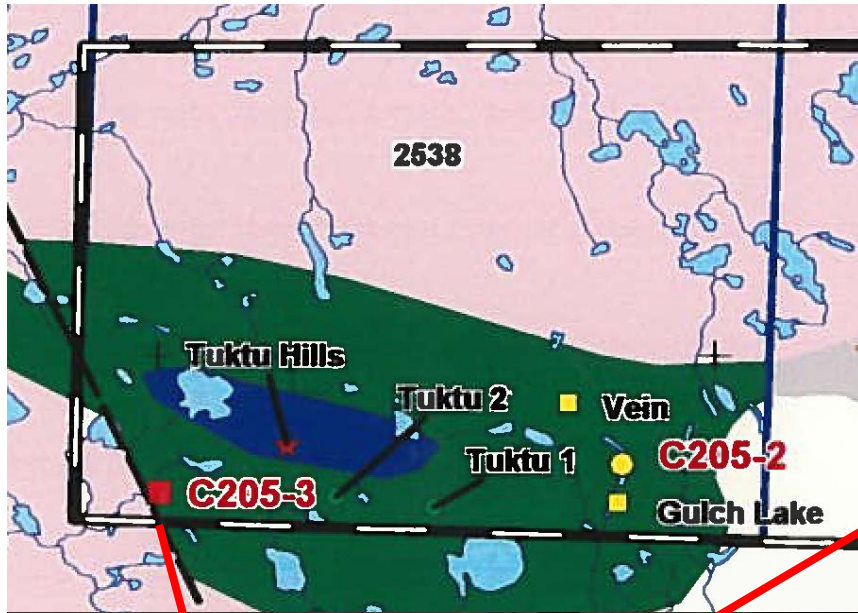 2538
Tuktu Hills
Tuktu 2
Vein
Tuktu 1
C205-2
C205-3
Gulch Lake